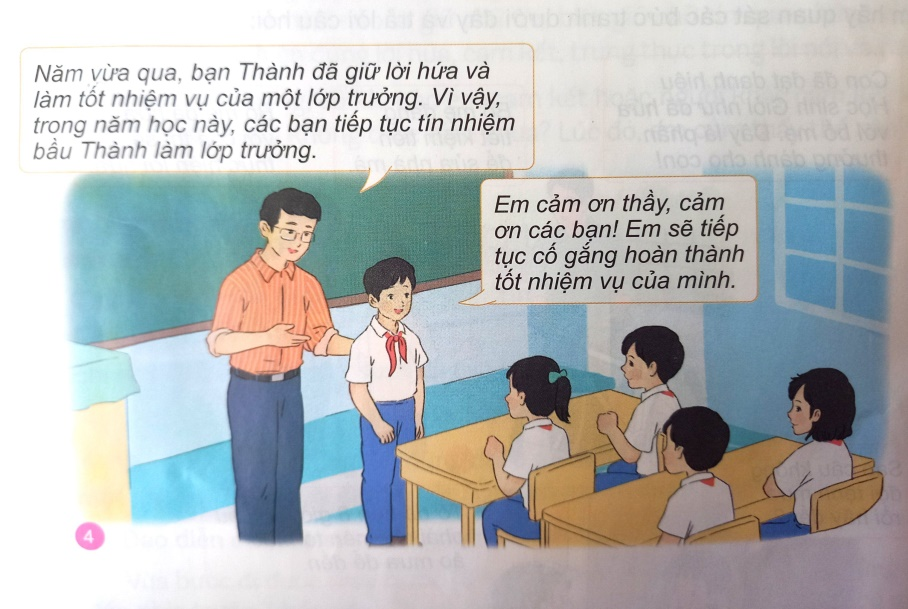 Năm vừa qua, bạn Thành đã giữ lời hứa và
làm tốt nhiệm vụ của một lớp trưởng. Vì vậy,
trong năm học này, các bạn tiếp tục tín nhiệm
bầu Thành làm lớp trưởng.
Em cảm ơn thầy, cảm
ơn các bạn! Em sẽ tiếp
tục cố gắng hoàn thành
tốt nhiệm vụ của mình.
4